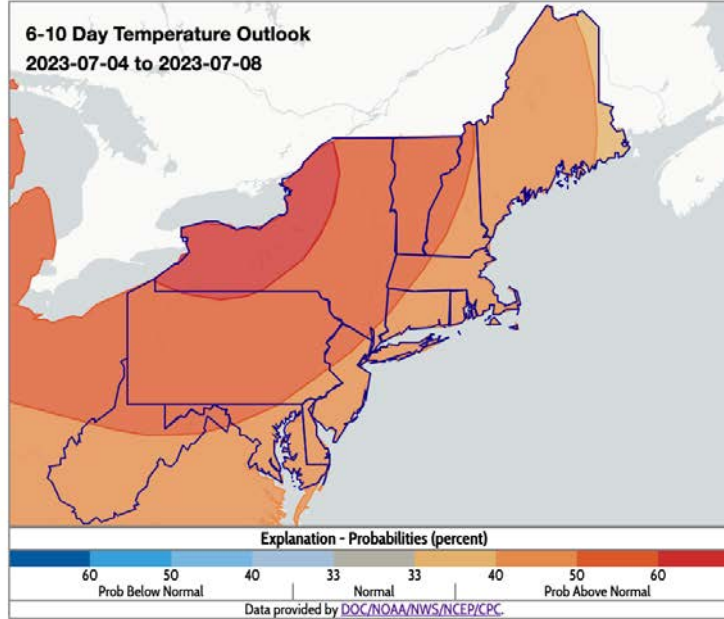 6-10 Day Temperature Outlook
2023-07-04 to 2023-07-08
Explanation - Probabilities (percent)
60 50 40 33 33 40 50 60
Prob Below Normal | Normal | Prob Above Normal
Data provided by DOC/NOAA/NWS/NCEP/CPC.